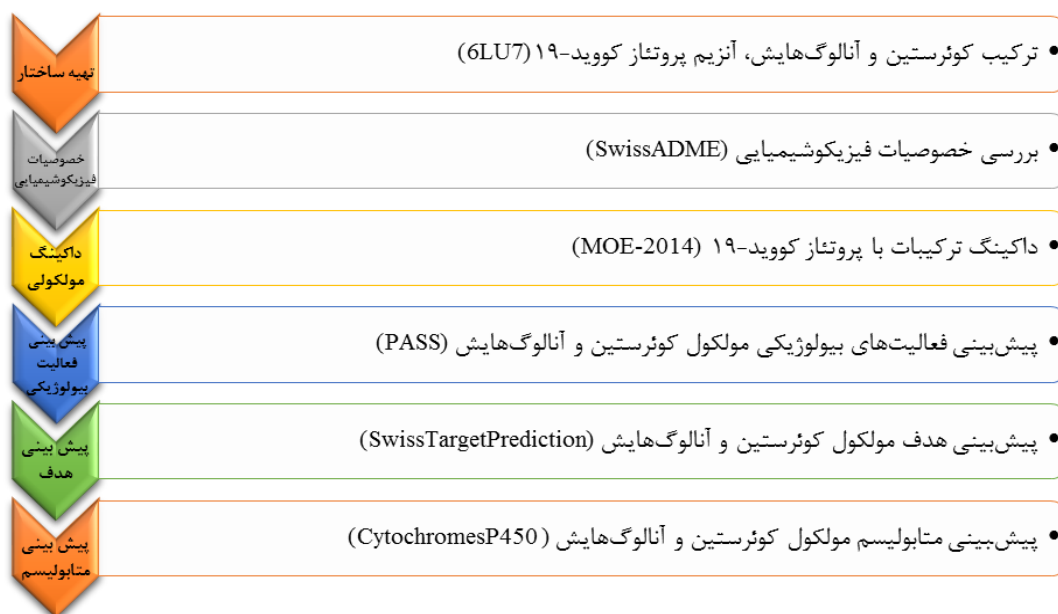 تهیه ساختار
• ترکیب کوئرستین و آنالوگ‌هایش، آنزیم پروتئاز کووید-۱۹(6LU7)
خصوصیات
فیزیکوشیمیایی
• بررسی خصوصیات فیزیکوشیمیایی (SwissADME)
داکینگ
مولکولی
• داکینگ ترکیبات با پروتئاز کووید-۱۹ (MOE-2014)
پیش بینی
فعالیت
بیولوژیکی
• پیش‌بینی فعالیت‌های بیولوژیکی مولکول کوئرستین و آنالوگ‌هایش (PASS)
پیش بینی
هدف
• پیش‌بینی هدف مولکول کوئرستین و آنالوگ‌هایش (SwissTargetPrediction)
پیش بینی
متابولیسم
• پیش‌بینی متابولیسم مولکول کوئرستین و آنالوگ‌هایش (CytochromesP450 )